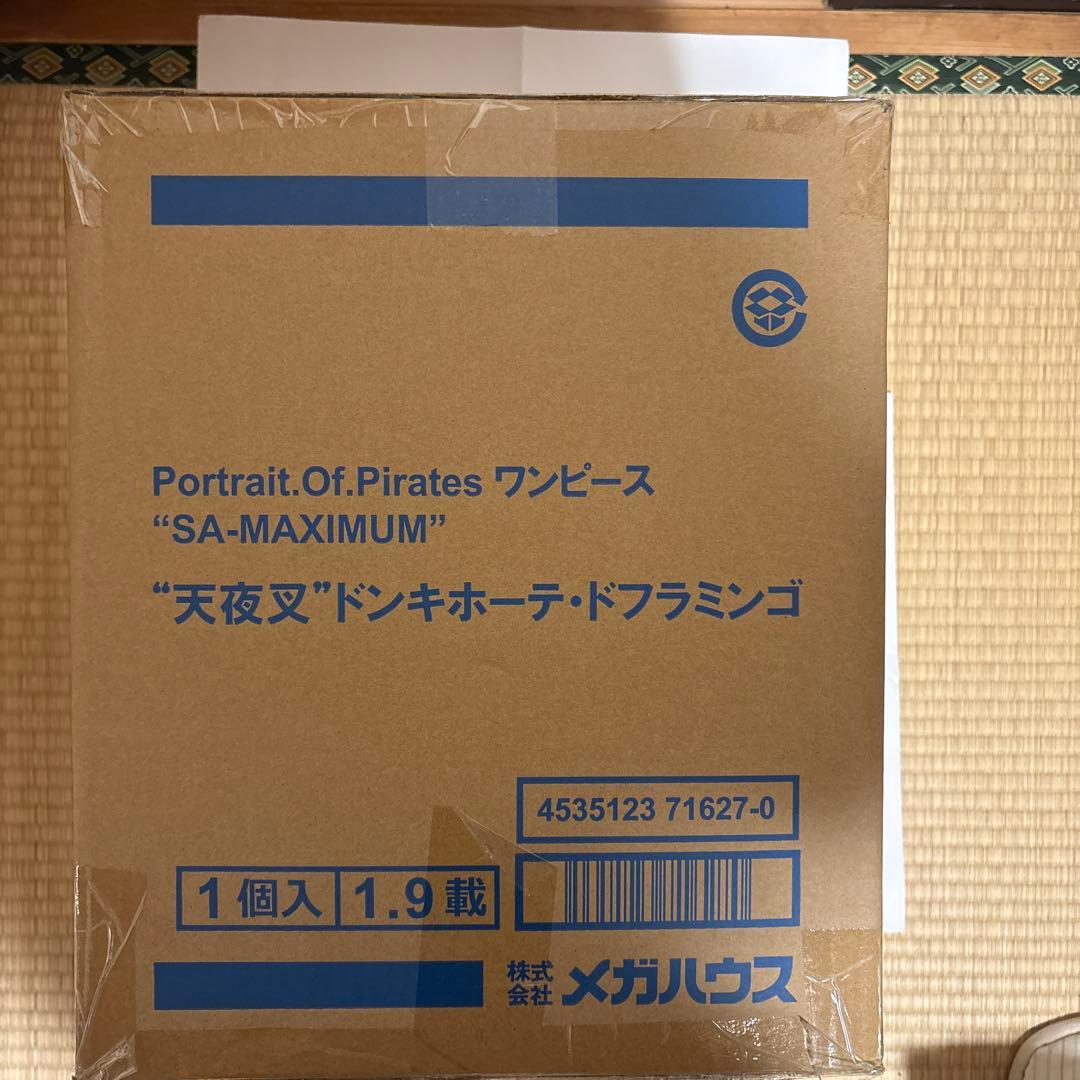 Portrait.Of.Pirates ワンピース
“SA-MAXIMUM”
“天夜叉”ドンキホーテ・ドフラミンゴ
4535123 71627-0
1個入 1.9載
株式会社 メガハウス